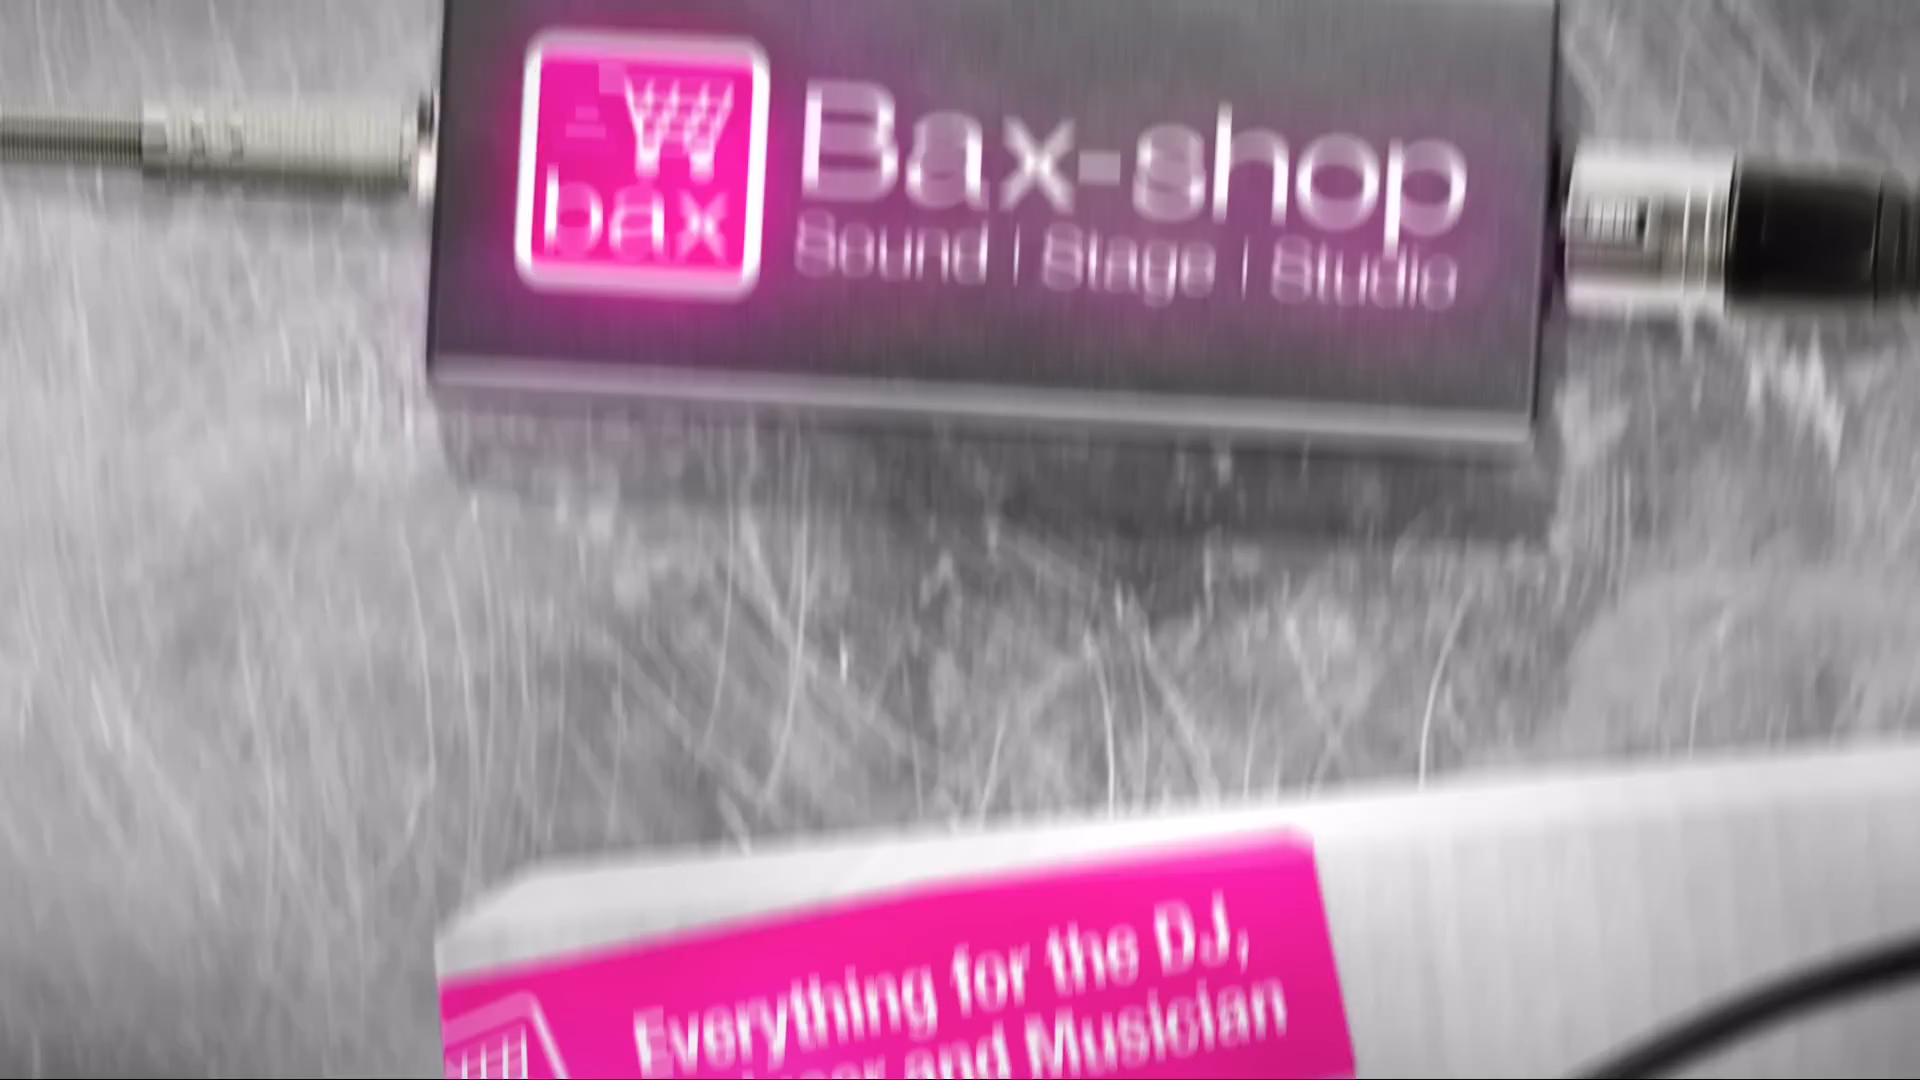 bax
Bax-shop
Sound | Stage | Studio
Everything for the DJ,
and Musician